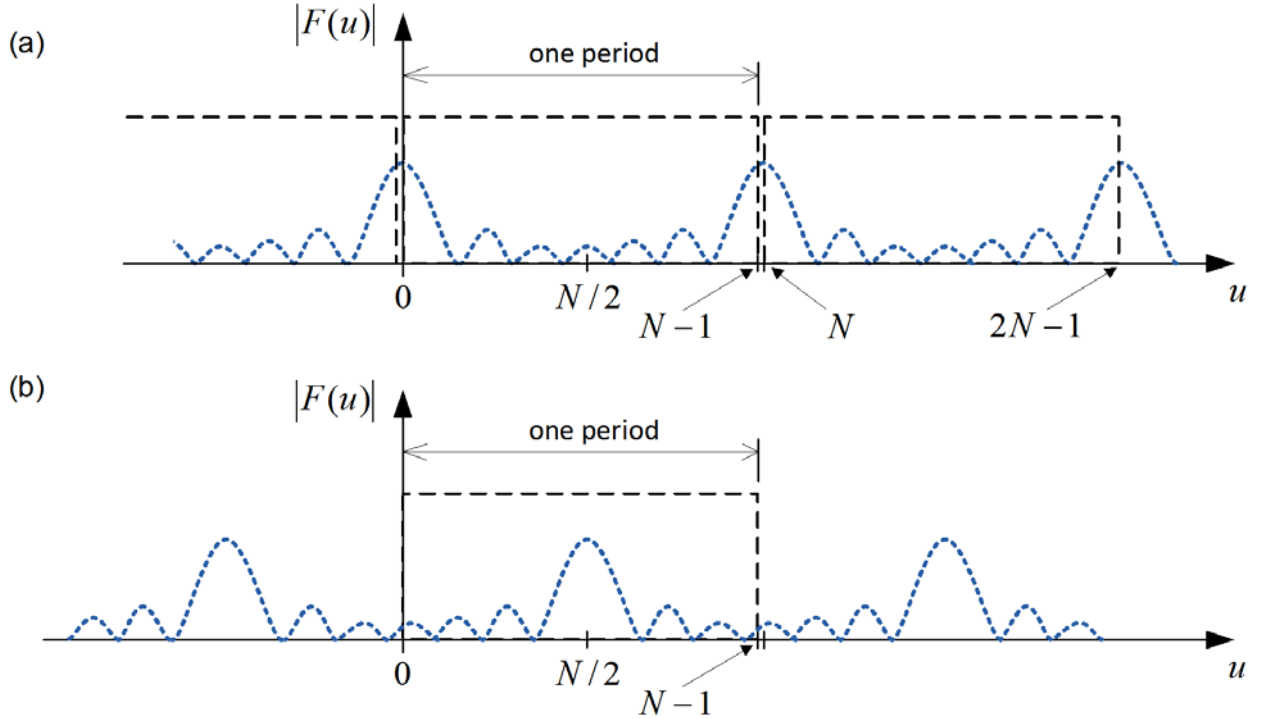 (a)
|F(u)|
one period
0
N/2
N−1
N
2N−1
u
(b)
|F(u)|
one period
0
N/2
N−1
u